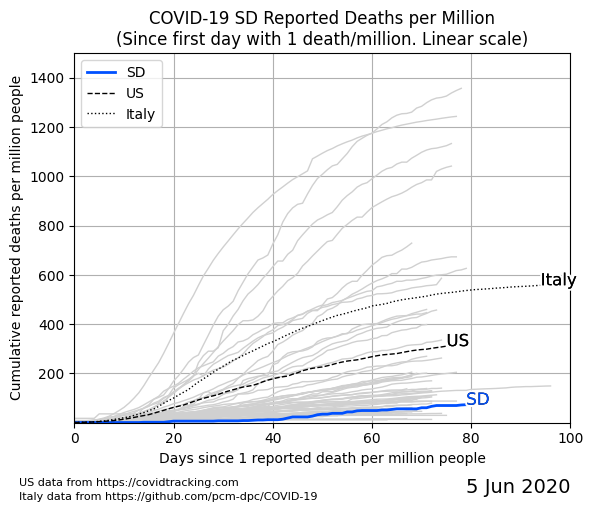 COVID-19 SD Reported Deaths per Million
(Since first day with 1 death/million. Linear scale)
Cumulative reported deaths per million people
1400
1200
1000
800
600
400
200
SD
US
Italy
Italy
US
SD
0
20
40
60
80
100
Days since 1 reported death per million people
US data from https://covidtracking.com
Italy data from https://github.com/pcm-dpc/COVID-19
5 Jun 2020